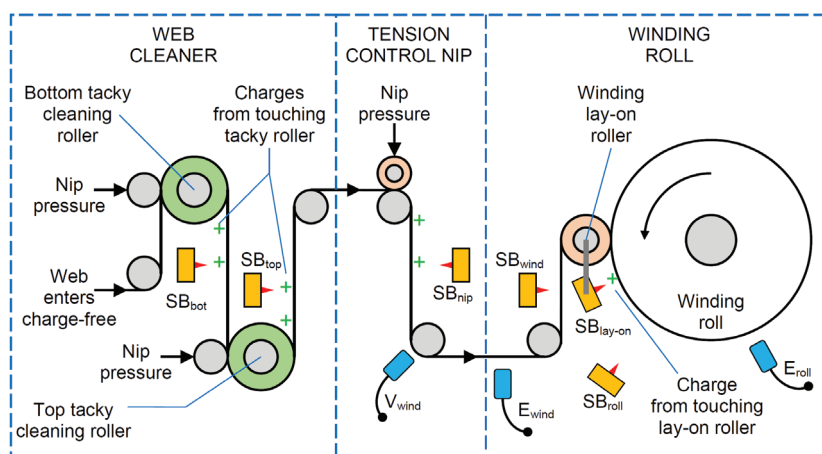 WEB
CLEANER
TENSION
CONTROL NIP
WINDING
ROLL
Bottom tacky
cleaning
roller
Charges
from touching
tacky roller
Nip
pressure
Winding
lay-on
roller
Nip
pressure
Web
enters
charge-free
SBbot
SBtop
SBnip
SBwind
SBlay-on
Winding
roll
Nip
pressure
Top tacky
cleaning roller
Vwind
Ewind
SBroll
Charge
from touching
lay-on roller
Eroll